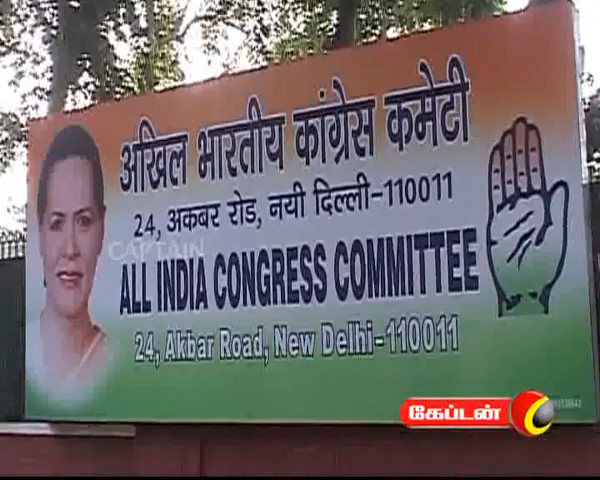 अखिल भारतीय कांग्रेस कमेटी
24, अकबर रोड, नयी दिल्ली-110011
CAPTAIN
ALL INDIA CONGRESS COMMITTEE
24, Akbar Road, New Delhi-110011
கேப்டன்